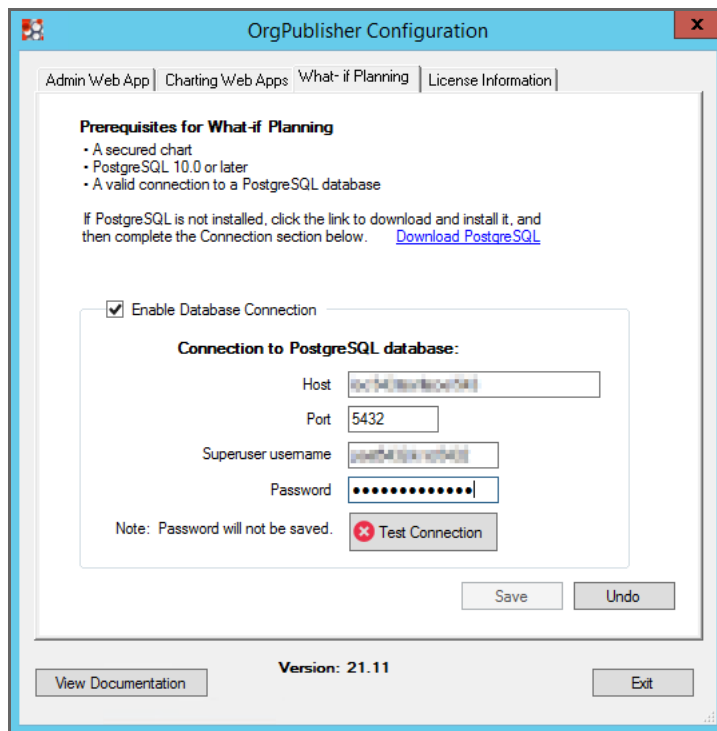 OrgPublisher Configuration
x
Admin Web App
Charting Web Apps
What- if Planning
License Information
Prerequisites for What-if Planning
• A secured chart
• PostgreSQL 10.0 or later
• A valid connection to a PostgreSQL database
If PostgreSQL is not installed, click the link to download and install it, and
then complete the Connection section below. Download PostgreSQL
Enable Database Connection
Connection to PostgreSQL database:
Host
Port 5432
Superuser username
Password •••••••••••••
Note: Password will not be saved. Test Connection
Save Undo
Version: 21.11
View Documentation Exit